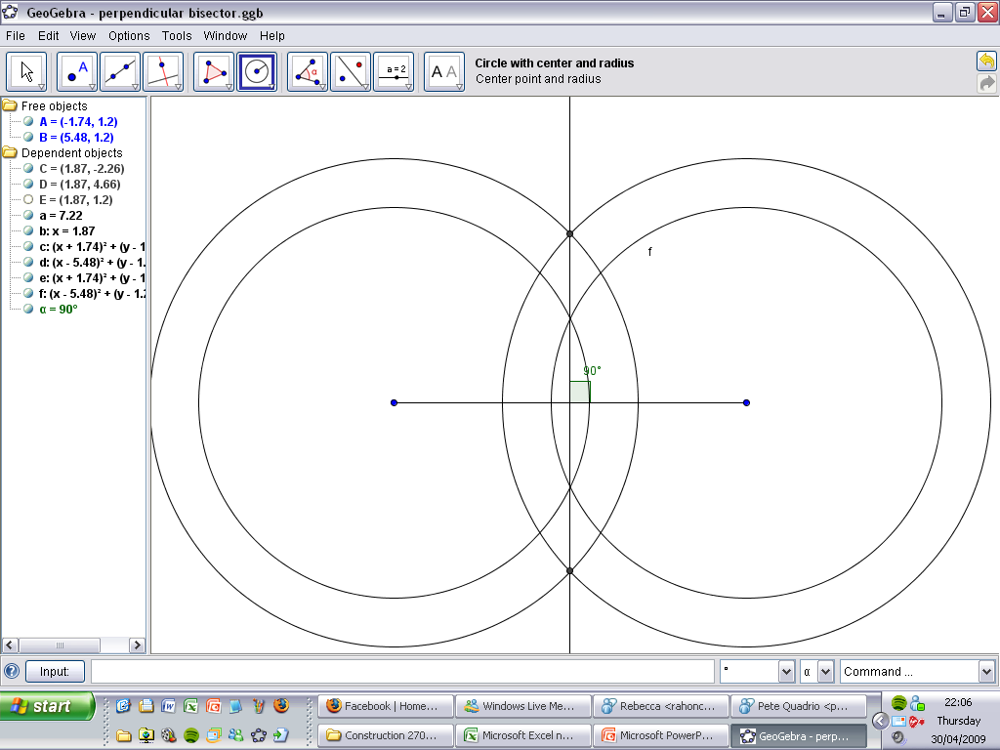 GeoGebra - perpendicular bisector.ggb
File Edit View Options Tools Window Help
A α a = 2 A A
Circle with center and radius
Center point and radius
Free objects
A = (-1.74, 1.2)
B = (5.48, 1.2)
Dependent objects
C = (1.87, -2.26)
D = (1.87, 4.66)
E = (1.87, 1.2)
a = 7.22
b: x = 1.87
c: (x + 1.74)² + (y - 1
d: (x - 5.48)² + (y - 1.
e: (x + 1.74)² + (y - 1
f: (x - 5.48)² + (y - 1.2
α = 90°
f
90°
Input: ° α Command ...
start
Facebook | Home... Windows Live Me... Rebecca <rahonc... Pete Quadrio <p...
Construction 270... Microsoft Excel n... Microsoft PowerP... GeoGebra - perp...
22:06
Thursday
30/04/2009